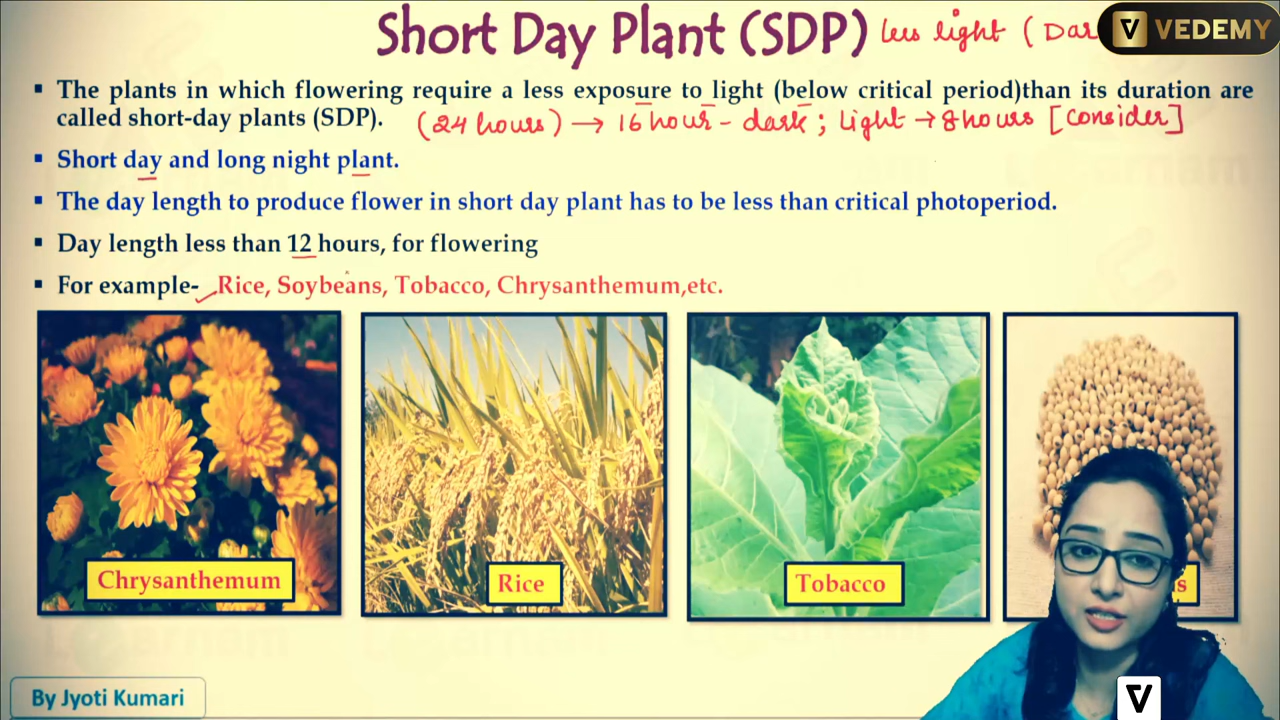 Short Day Plant (SDP) less light (Dar
VEDEMY
▪ The plants in which flowering require a less exposure to light (below critical period)than its duration are
called short-day plants (SDP). (24 hours) → 16 hour - dark ; light → 8 hours [consider]
▪ Short day and long night plant.
▪ The day length to produce flower in short day plant has to be less than critical photoperiod.
▪ Day length less than 12 hours, for flowering
▪ For example- Rice, Soybeans, Tobacco, Chrysanthemum,etc.
Chrysanthemum
Rice
Tobacco
s
By Jyoti Kumari